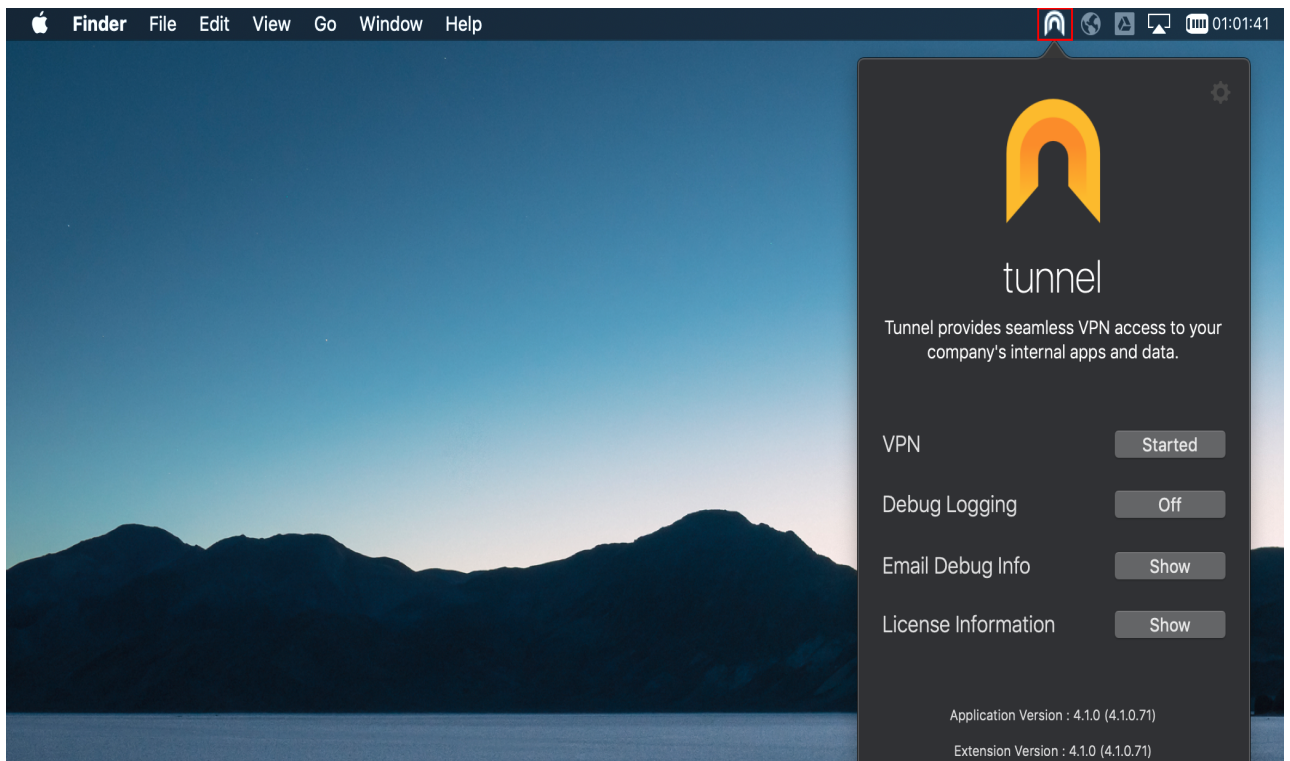 Finder File Edit View Go Window Help 01:01:41
tunnel
Tunnel provides seamless VPN access to your
company's internal apps and data.
VPN Started
Debug Logging Off
Email Debug Info Show
License Information Show
Application Version : 4.1.0 (4.1.0.71)
Extension Version : 4.1.0 (4.1.0.71)